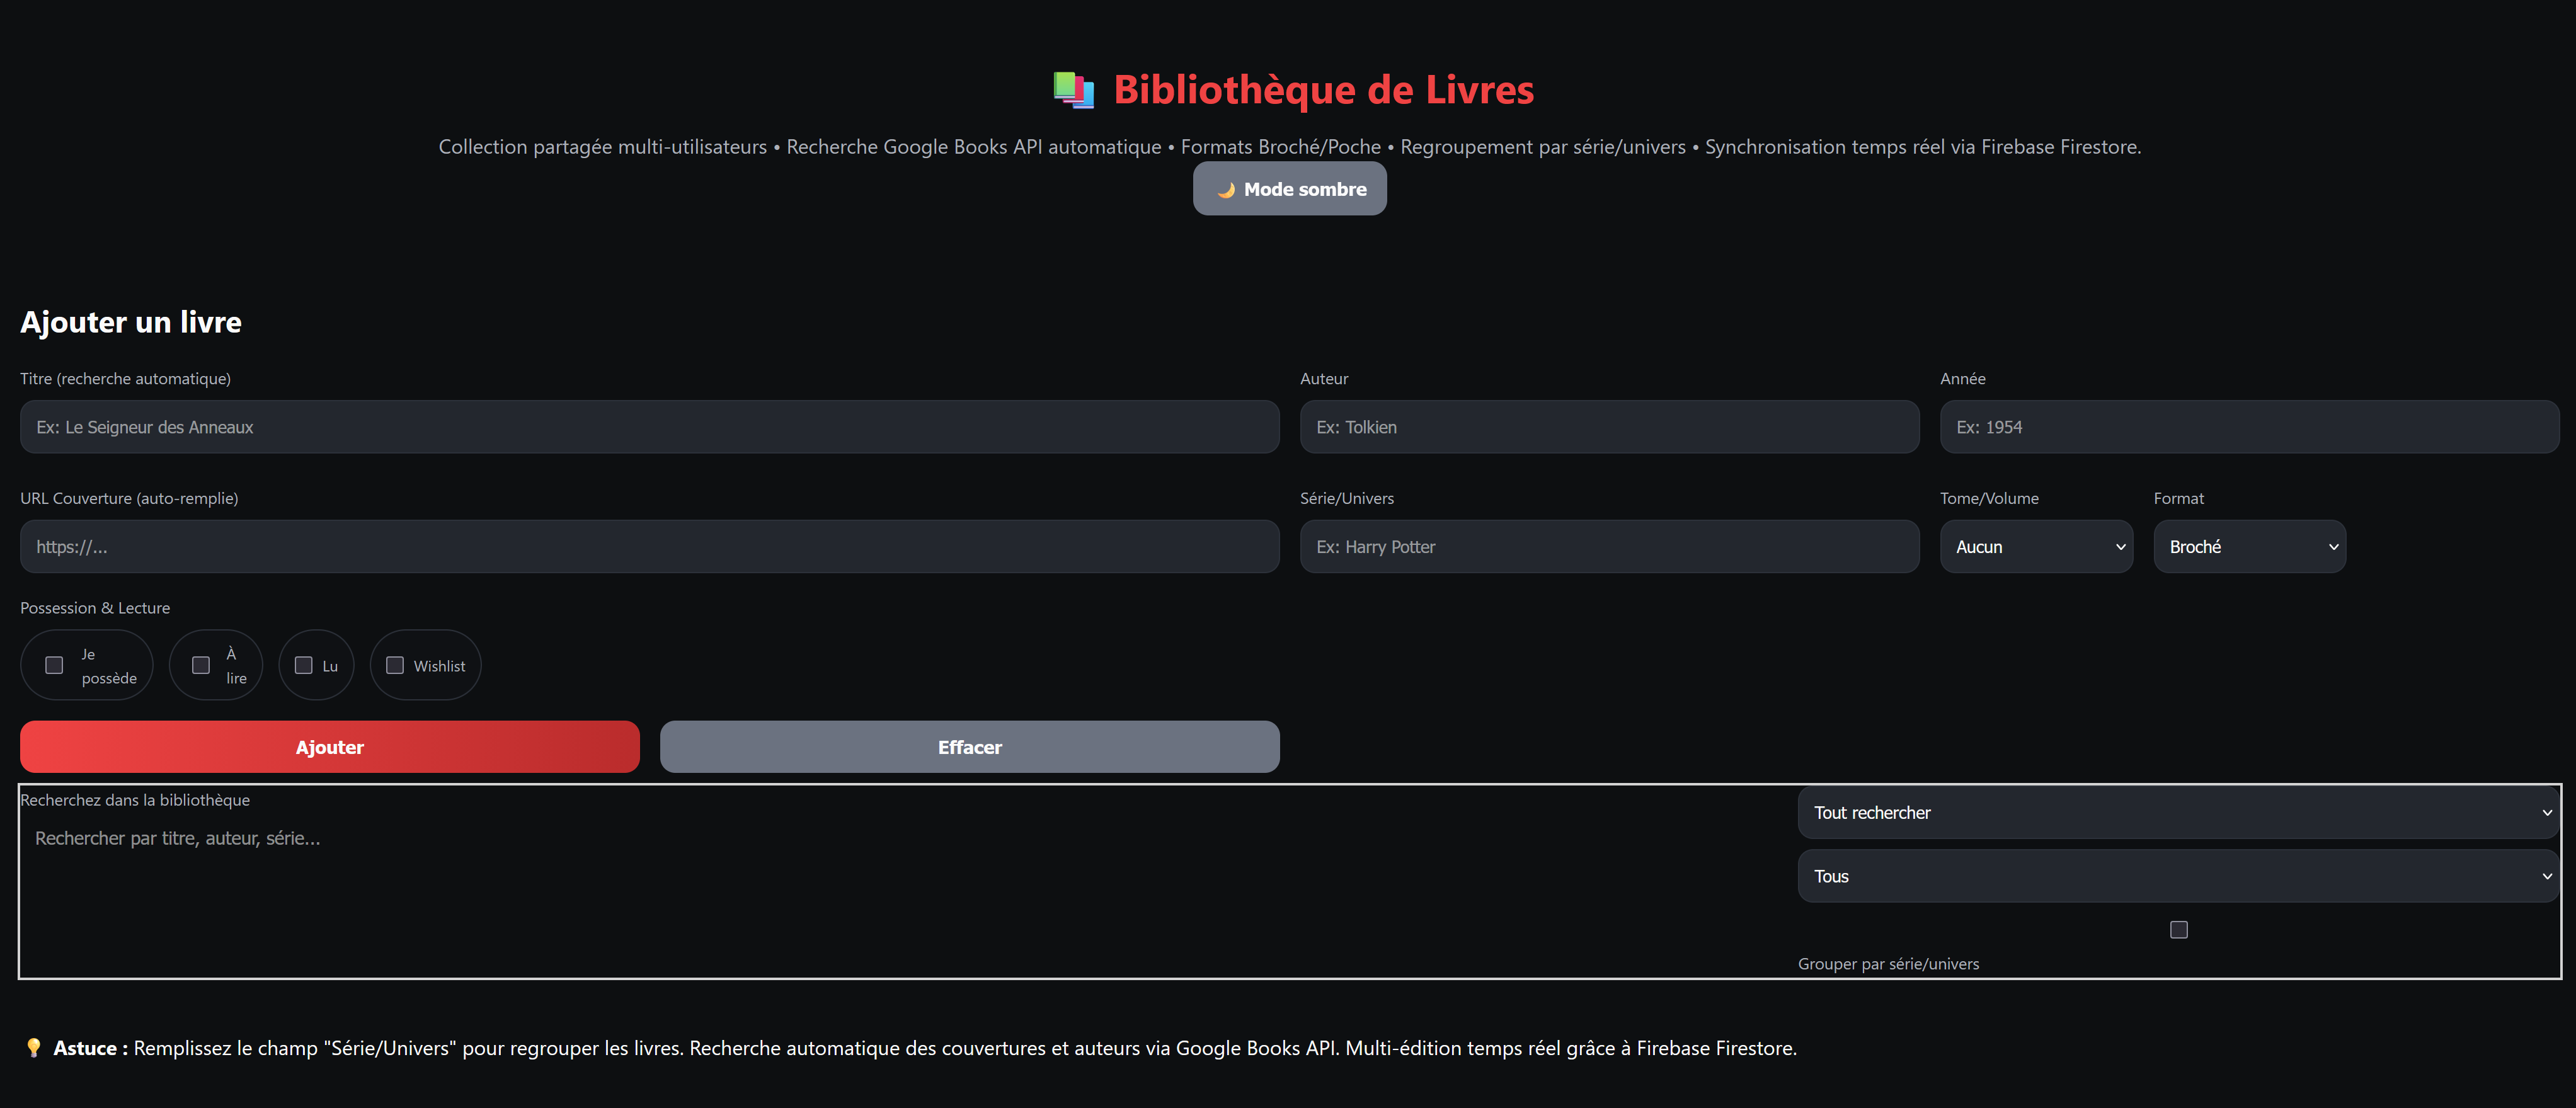 📚 Bibliothèque de Livres
Collection partagée multi-utilisateurs • Recherche Google Books API automatique • Formats Broché/Poche • Regroupement par série/univers • Synchronisation temps réel via Firebase Firestore.
🌙 Mode sombre
Ajouter un livre
Titre (recherche automatique)
Auteur
Année
Ex: Le Seigneur des Anneaux
Ex: Tolkien
Ex: 1954
URL Couverture (auto-remplie)
Série/Univers
Tome/Volume
Format
https://...
Ex: Harry Potter
Aucun
Broché
Possession & Lecture
Je
possède
À
lire
Lu
Wishlist
Ajouter
Effacer
Recherchez dans la bibliothèque
Rechercher par titre, auteur, série...
Tout rechercher
Tous
Grouper par série/univers
💡 Astuce : Remplissez le champ "Série/Univers" pour regrouper les livres. Recherche automatique des couvertures et auteurs via Google Books API. Multi-édition temps réel grâce à Firebase Firestore.